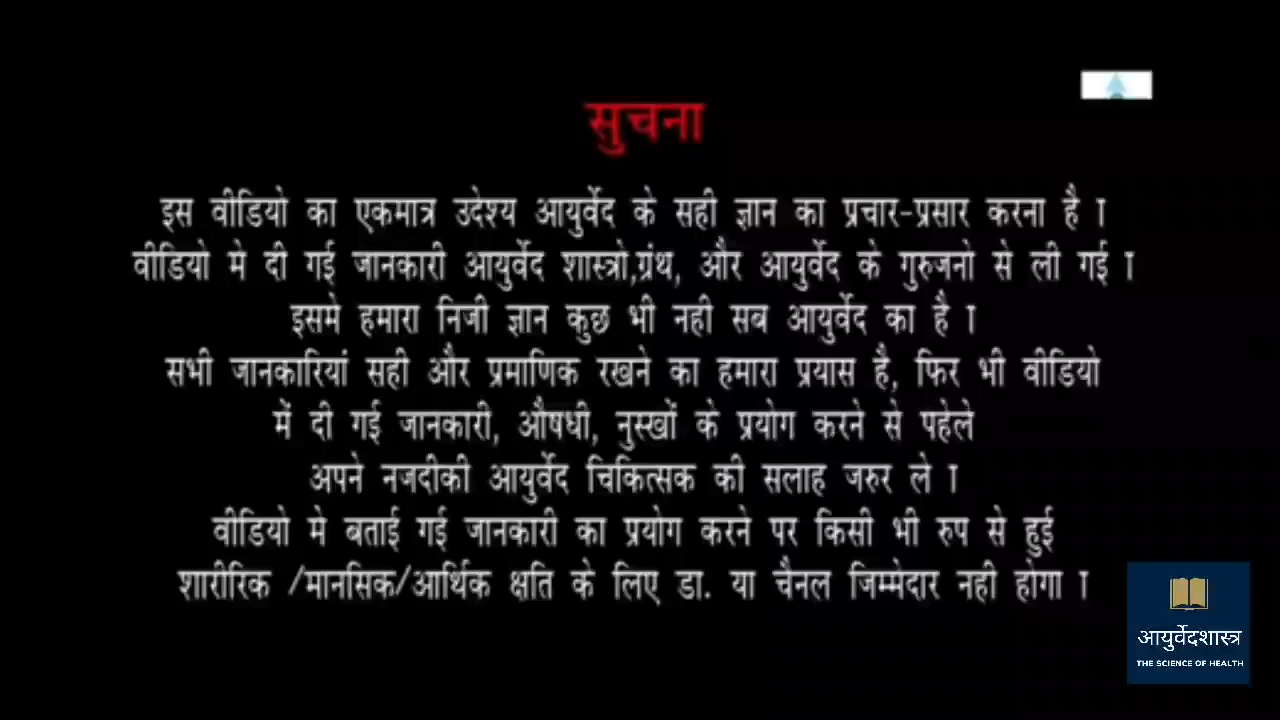 सुचना
इस वीडियो का एकमात्र उदेश्य आयुर्वेद के सही ज्ञान का प्रचार-प्रसार करना है ।
वीडियो मे दी गई जानकारी आयुर्वेद शास्त्रो,ग्रंथ, और आयुर्वेद के गुरुजनो से ली गई ।
इसमे हमारा निजी ज्ञान कुछ भी नही सब आयुर्वेद का है ।
सभी जानकारियां सही और प्रमाणिक रखने का हमारा प्रयास है, फिर भी वीडियो
में दी गई जानकारी, औषधी, नुस्खों के प्रयोग करने से पहेले
अपने नजदीकी आयुर्वेद चिकित्सक की सलाह जरुर ले ।
वीडियो मे बताई गई जानकारी का प्रयोग करने पर किसी भी रुप से हुई
शारीरिक /मानसिक/आर्थिक क्षति के लिए डा. या चैनल जिम्मेदार नही होगा ।
आयुर्वेदशास्त्र
THE SCIENCE OF HEALTH